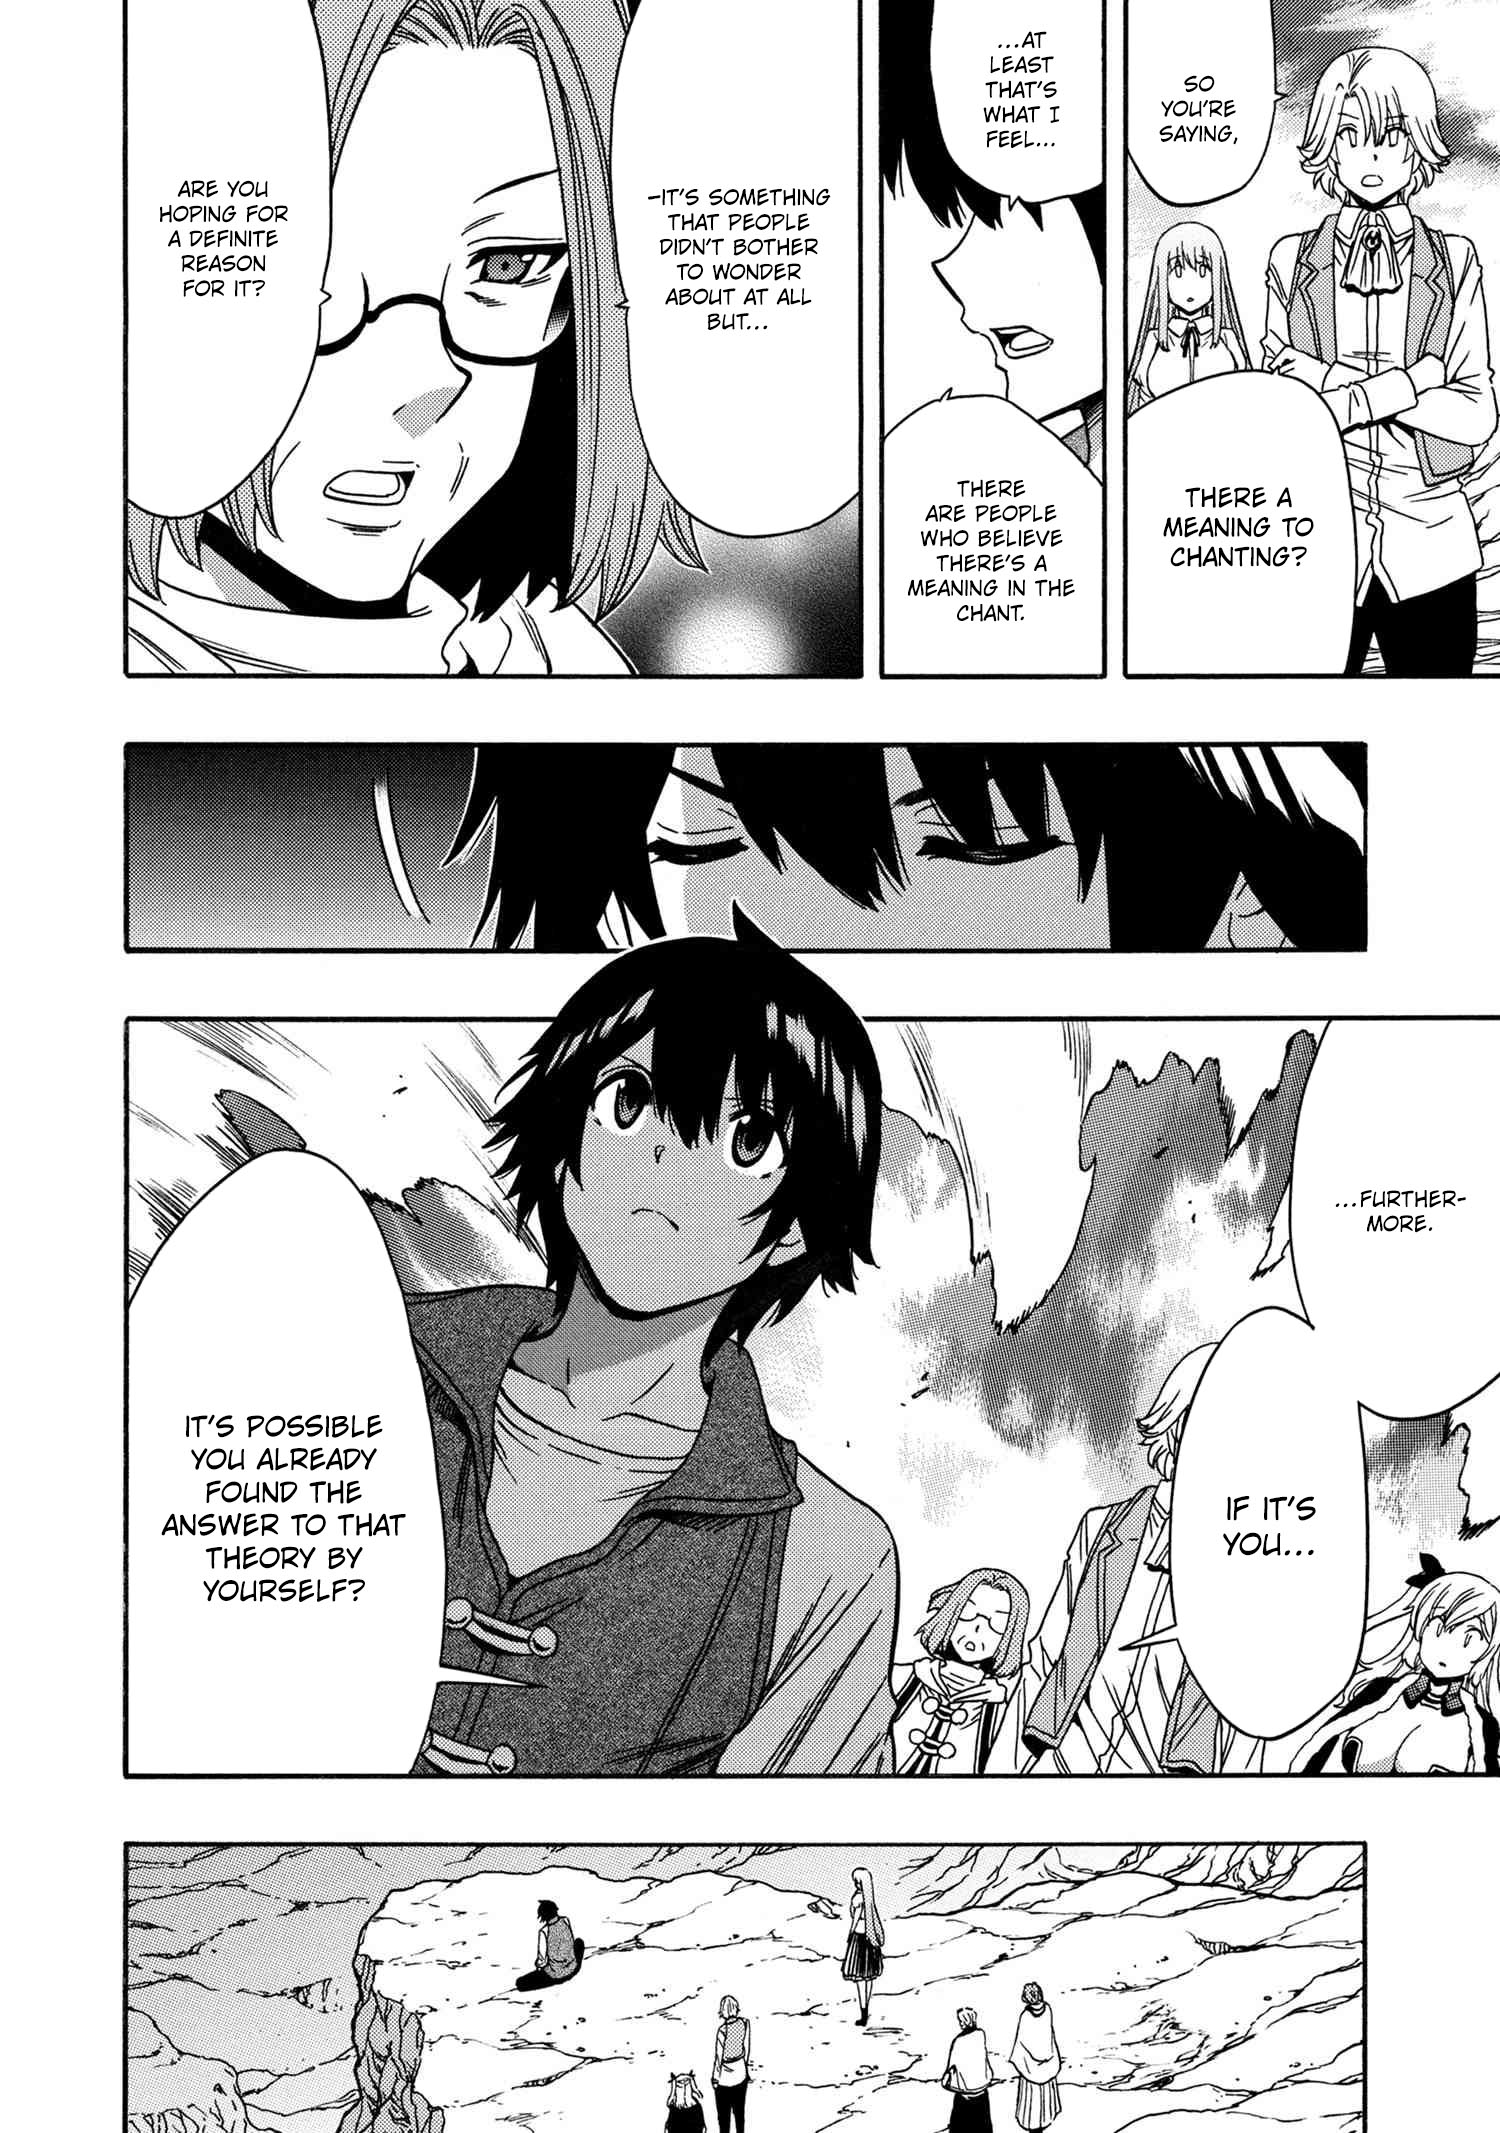 SO
YOU'RE
SAYING,
THERE A
MEANING TO
CHANTING?
...AT
LEAST
THAT'S
WHAT I
FEEL...
THERE
ARE PEOPLE
WHO BELIEVE
THERE'S A
MEANING IN THE
CHANT.
-IT'S SOMETHING
THAT PEOPLE
DIDN'T BOTHER
TO WONDER
ABOUT AT ALL
BUT...
ARE YOU
HOPING FOR
A DEFINITE
REASON
FOR IT?
...FURTHER-
MORE.
IF IT'S
YOU...
IT'S POSSIBLE
YOU ALREADY
FOUND THE
ANSWER TO THAT
THEORY BY
YOURSELF?